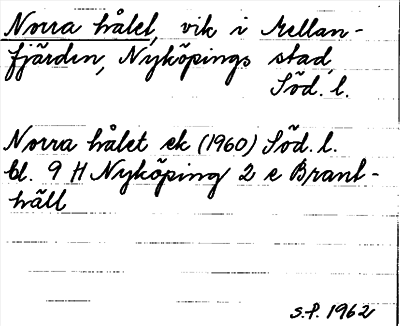 Norra hålet, vik i Mellan-
fjärden, Nyköpings stad,
Söd. l.
Norra hålet ek (1960) Söd. l.
bl. 9 H Nyköping 2 e Brant-
häll
S.P. 1962